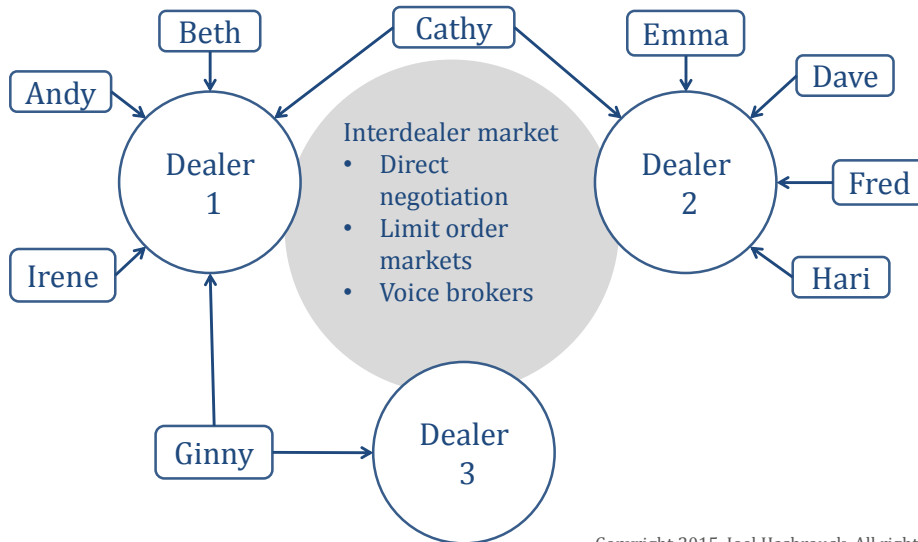 Beth
Cathy
Emma
Andy
Dave
Interdealer market
• Direct
negotiation
• Limit order
markets
• Voice brokers
Dealer
1
Dealer
2
Fred
Irene
Hari
Ginny
Dealer
3